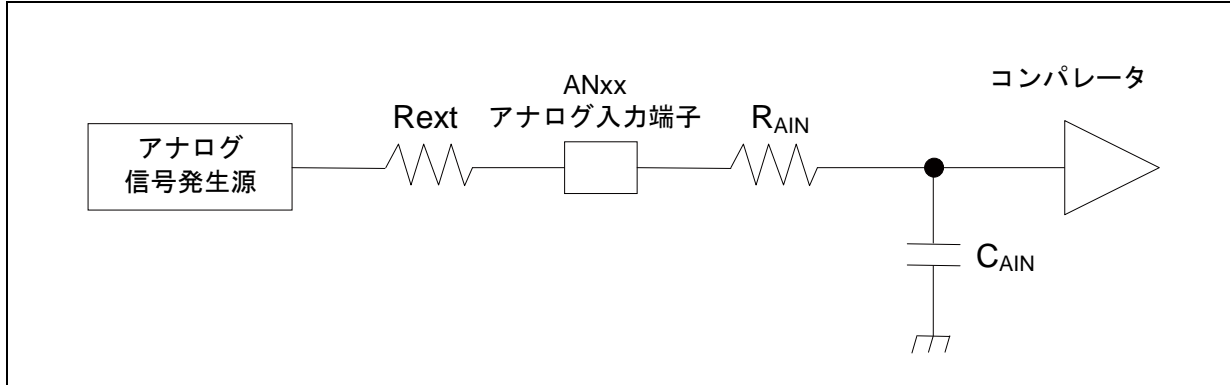 コンパレータ
ANxx
アナログ入力端子
Rext
RAIN
アナログ
信号発生源
CAIN